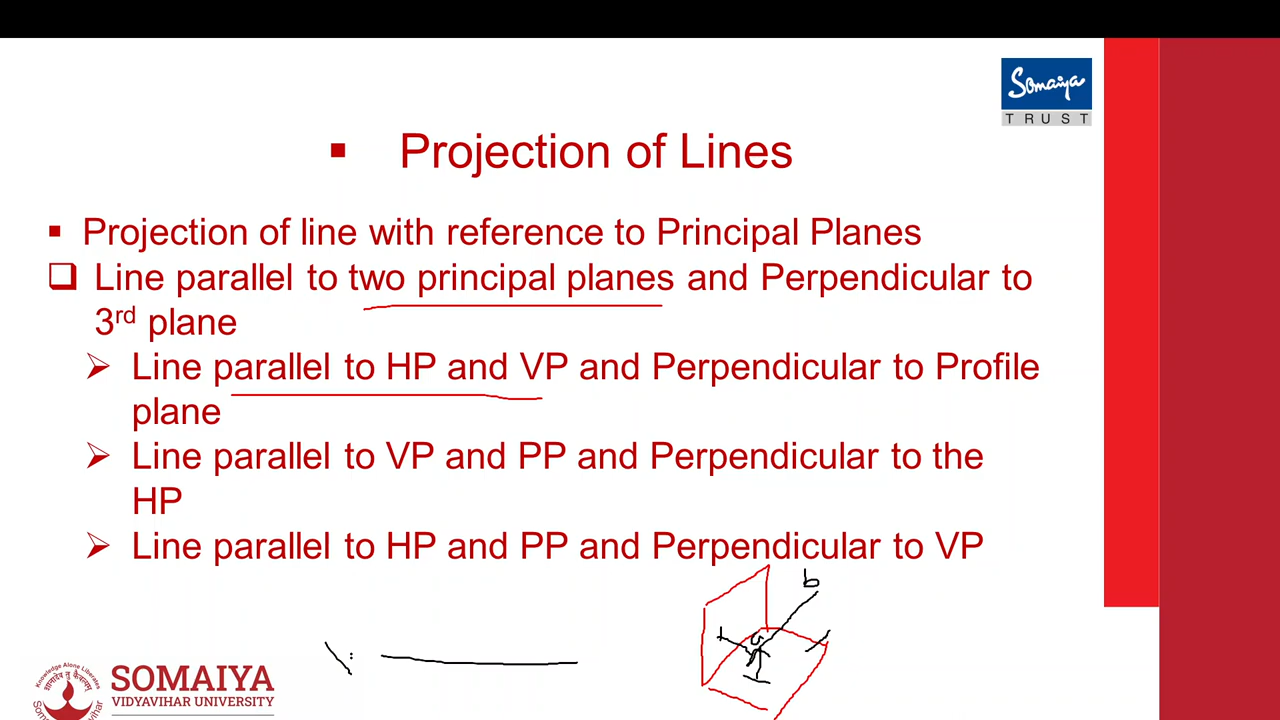 Somaiya
TRUST
Projection of Lines
Projection of line with reference to Principal Planes
Line parallel to two principal planes and Perpendicular to
3rd plane
Line parallel to HP and VP and Perpendicular to Profile
plane
Line parallel to VP and PP and Perpendicular to the
HP
Line parallel to HP and PP and Perpendicular to VP
b
Knowledge Alone Liberates
SOMAIYA
VIDYAVIHAR UNIVERSITY